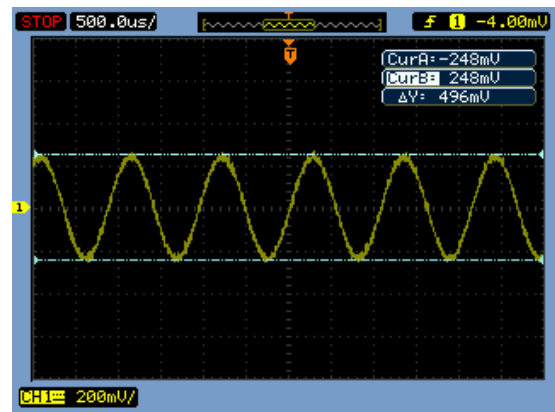 STOP 500.0us/ T f 1 -4.00mV
T
CurA=-248mV
CurB= 248mV
ΔY= 496mV
1
CH1 200mV/